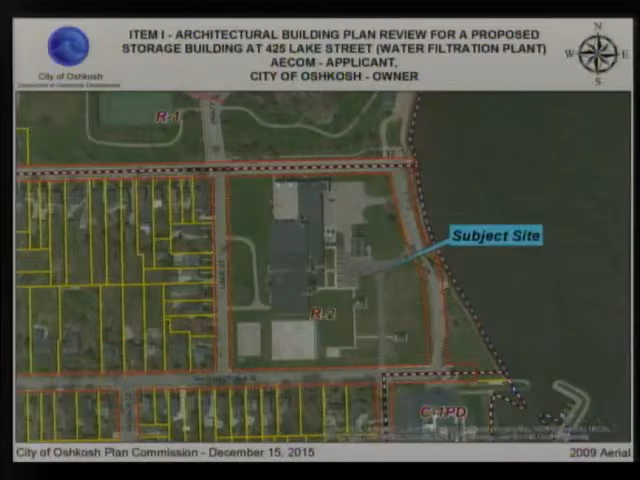 ITEM I - ARCHITECTURAL BUILDING PLAN REVIEW FOR A PROPOSED
STORAGE BUILDING AT 425 LAKE STREET (WATER FILTRATION PLANT)
AECOM - APPLICANT,
CITY OF OSHKOSH - OWNER
City of Oshkosh
N
W
E
S
R-1
Subject Site
R-2
C-1PD
City of Oshkosh Plan Commission - December 15, 2015
2009 Aerial